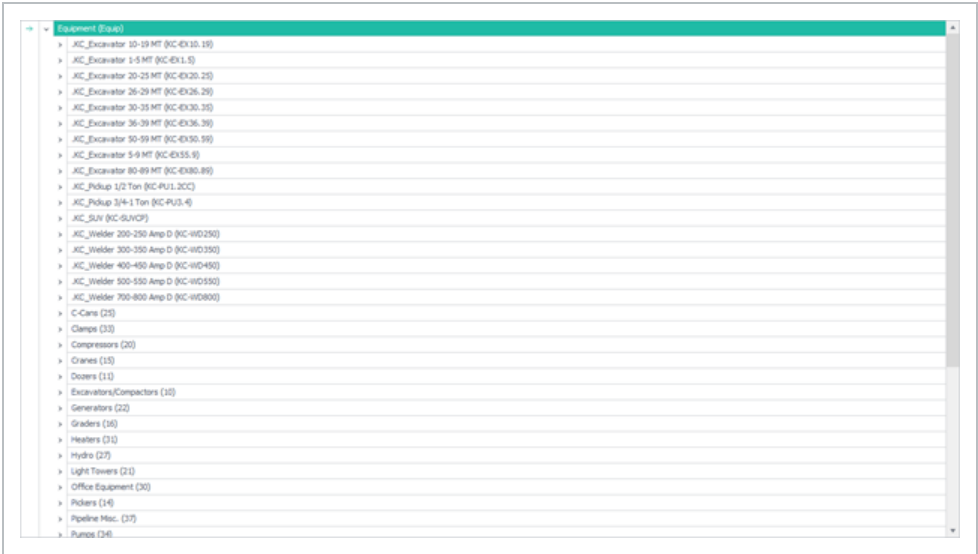 Equipment (Equip)
.KC_Excavator 10-19 MT (KC-EX10.19)
.KC_Excavator 1-5 MT (KC-EX1.5)
.KC_Excavator 20-25 MT (KC-EX20.25)
.KC_Excavator 26-29 MT (KC-EX26.29)
.KC_Excavator 30-35 MT (KC-EX30.35)
.KC_Excavator 36-39 MT (KC-EX36.39)
.KC_Excavator 50-59 MT (KC-EX50.59)
.KC_Excavator 5-9 MT (KC-EX55.9)
.KC_Excavator 80-89 MT (KC-EX80.89)
.KC_Pickup 1/2 Ton (KC-PU1.2CC)
.KC_Pickup 3/4-1 Ton (KC-PU3.4)
.KC_SUV (KC-SUVCP)
.KC_Welder 200-250 Amp D (KC-WD250)
.KC_Welder 300-350 Amp D (KC-WD350)
.KC_Welder 400-450 Amp D (KC-WD450)
.KC_Welder 500-550 Amp D (KC-WD550)
.KC_Welder 700-800 Amp D (KC-WD800)
C-Cans (25)
Clamps (33)
Compressors (20)
Cranes (15)
Dozers (11)
Excavators/Compactors (10)
Generators (22)
Graders (16)
Heaters (31)
Hydro (27)
Light Towers (21)
Office Equipment (30)
Pickers (14)
Pipeline Misc. (37)
Pumps (34)